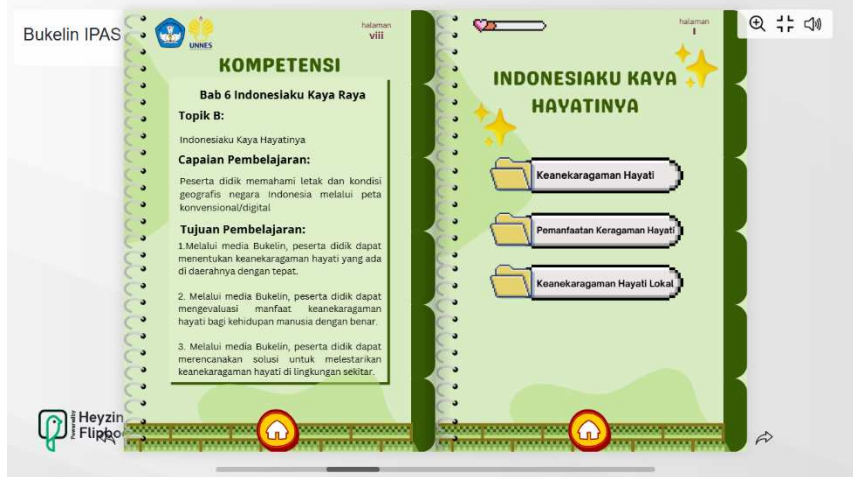 Bukelin IPAS
UNNES
halaman
viii
KOMPETENSI
Bab 6 Indonesiaku Kaya Raya
Topik B:
Indonesiaku Kaya Hayatinya
Capaian Pembelajaran:
Peserta didik memahami letak dan kondisi
geografis negara Indonesia melalui peta
konvensional/digital
Tujuan Pembelajaran:
1.Melalui media Bukelin, peserta didik dapat
menentukan keanekaragaman hayati yang ada
di daerahnya dengan tepat.
2. Melalui media Bukelin, peserta didik dapat
mengevaluasi manfaat keanekaragaman
hayati bagi kehidupan manusia dengan benar.
3. Melalui media Bukelin, peserta didik dapat
merencanakan solusi untuk melestarikan
keanekaragaman hayati di lingkungan sekitar.
halaman
I
INDONESIAKU KAYA
HAYATINYA
Keanekaragaman Hayati
Pemanfaatan Keragaman Hayati
Keanekaragaman Hayati Lokal
Powered by
Heyzin
Flipbo